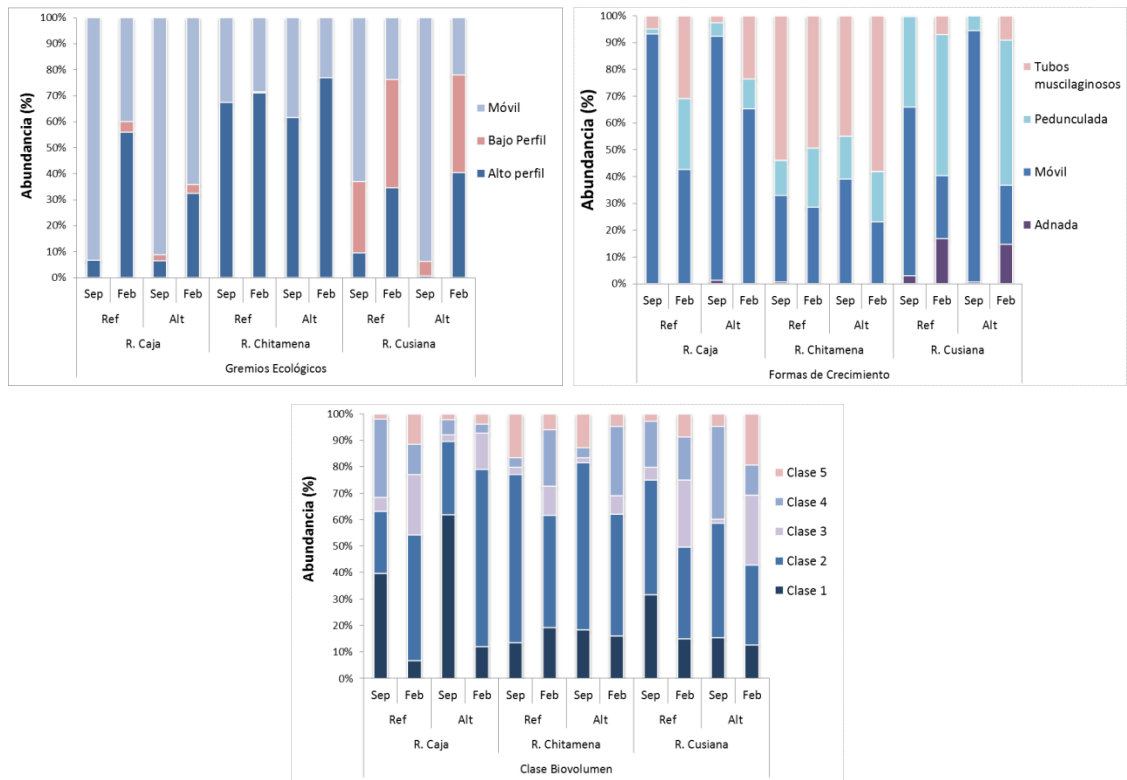 100%
90%
80%
70%
60%
50%
40%
30%
20%
10%
0%
Abundancia (%)
Móvil
Bajo Perfil
Alto perfil
Sep Feb Sep Feb Sep Feb Sep Feb Sep Feb Sep Feb
Ref Alt Ref Alt Ref Alt
R. Caja R. Chitamena R. Cusiana
Gremios Ecológicos
100%
90%
80%
70%
60%
50%
40%
30%
20%
10%
0%
Abundancia (%)
Tubos
muscilaginosos
Pedunculada
Móvil
Adnada
Sep Feb Sep Feb Sep Feb Sep Feb Sep Feb Sep Feb
Ref Alt Ref Alt Ref Alt
R. Caja R. Chitamena R. Cusiana
Formas de Crecimiento
100%
90%
80%
70%
60%
50%
40%
30%
20%
10%
0%
Abundancia (%)
Clase 5
Clase 4
Clase 3
Clase 2
Clase 1
Sep Feb Sep Feb Sep Feb Sep Feb Sep Feb Sep Feb
Ref Alt Ref Alt Ref Alt
R. Caja R. Chitamena R. Cusiana
Clase Biovolumen